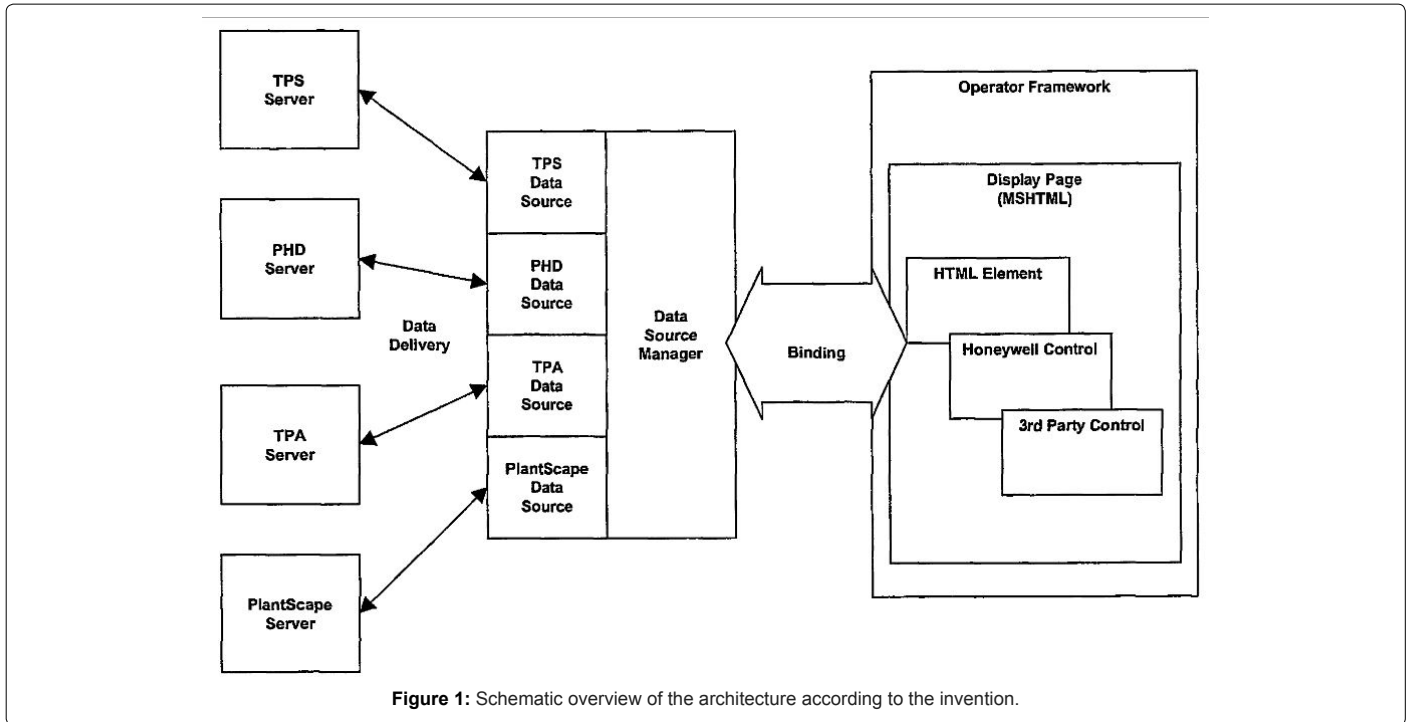 TPS
Server
PHD
Server
TPA
Server
PlantScape
Server
Data
Delivery
TPS
Data
Source
PHD
Data
Source
TPA
Data
Source
PlantScape
Data
Source
Data
Source
Manager
Binding
Operator Framework
Display Page
(MSHTML)
HTML Element
Honeywell Control
3rd Party Control
Figure 1: Schematic overview of the architecture according to the invention.